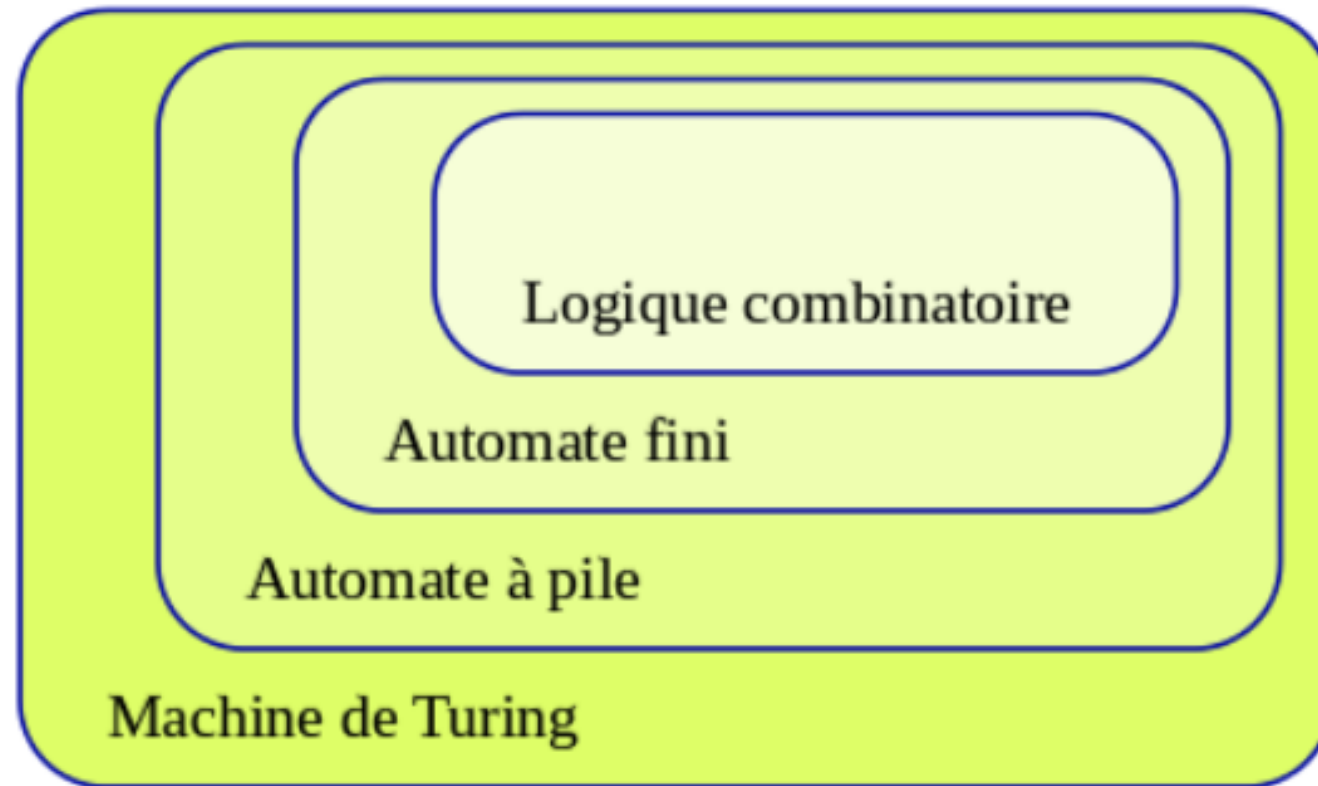 Logique combinatoire
Automate fini
Automate à pile
Machine de Turing